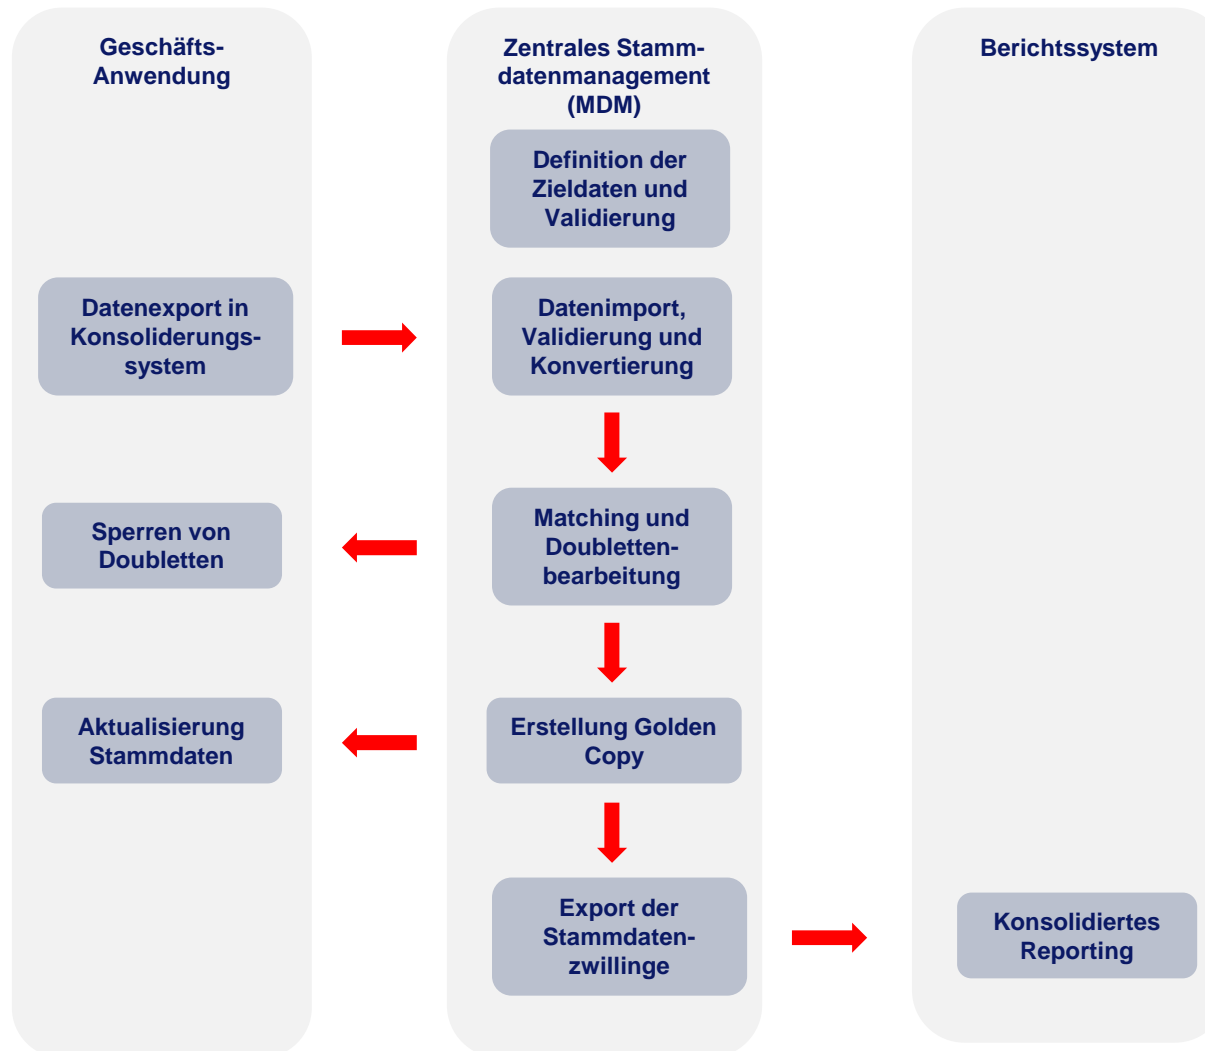 Geschäfts-
Anwendung
Zentrales Stamm-
datenmanagement
(MDM)
Berichtssystem
Definition der
Zieldaten und
Validierung
Datenexport in
Konsoliderungs-
system
Datenimport,
Validierung und
Konvertierung
Sperren von
Doubletten
Matching und
Doubletten-
bearbeitung
Aktualisierung
Stammdaten
Erstellung Golden
Copy
Export der
Stammdaten-
zwillinge
Konsolidiertes
Reporting